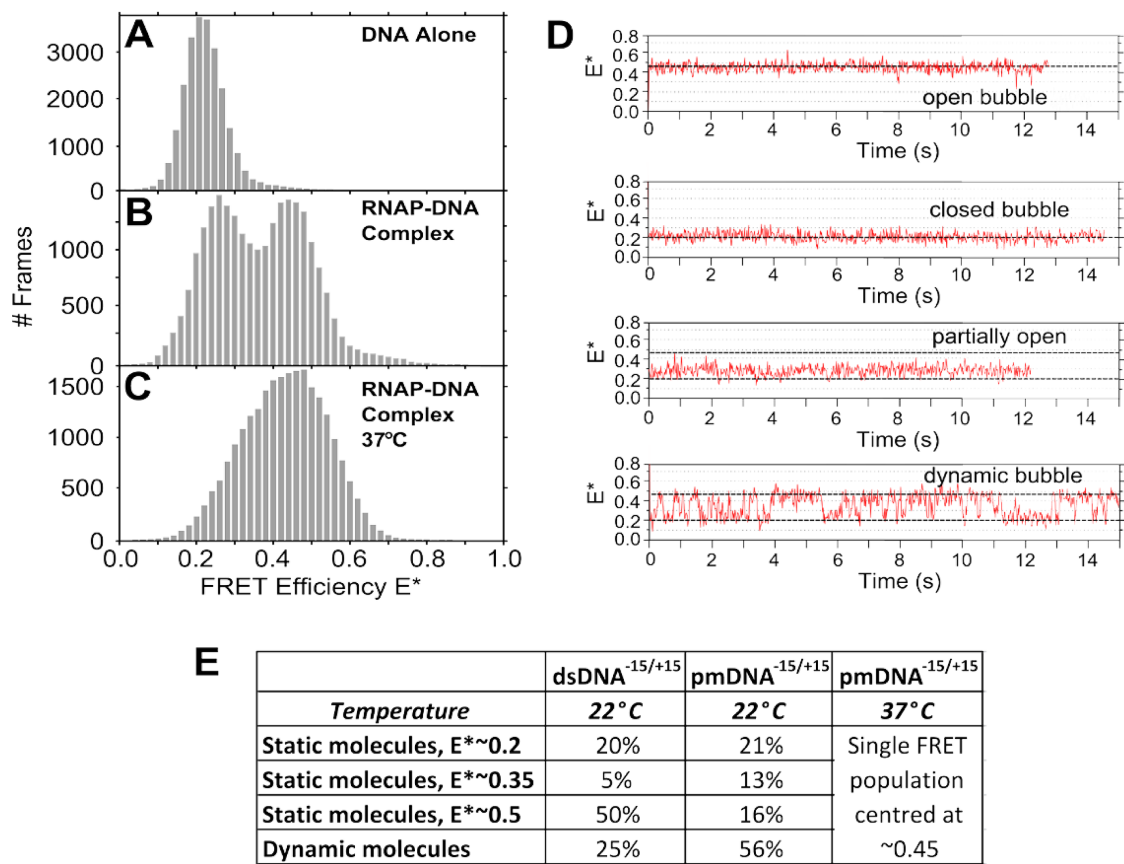 A
DNA Alone
3000
2000
1000
0
B
RNAP-DNA
Complex
1000
500
0
# Frames
C
RNAP-DNA
Complex
37°C
1500
1000
500
0
0.0 0.2 0.4 0.6 0.8 1.0
FRET Efficiency E*
D
0.8
0.6
0.4
0.2
0.0
E*
open bubble
0 2 4 6 8 10 12 14
Time (s)
0.8
0.6
0.4
0.2
0.0
E*
closed bubble
0 2 4 6 8 10 12 14
Time (s)
0.8
0.6
0.4
0.2
0.0
E*
partially open
0 2 4 6 8 10 12 14
Time (s)
0.8
0.6
0.4
0.2
0.0
E*
dynamic bubble
0 2 4 6 8 10 12 14
Time (s)
E
dsDNA-15/+15 pmDNA-15/+15 pmDNA-15/+15
Temperature 22°C 22°C 37°C
Static molecules, E*~0.2 20% 21% Single FRET
Static molecules, E*~0.35 5% 13% population
Static molecules, E*~0.5 50% 16% centred at
Dynamic molecules 25% 56% ~0.45